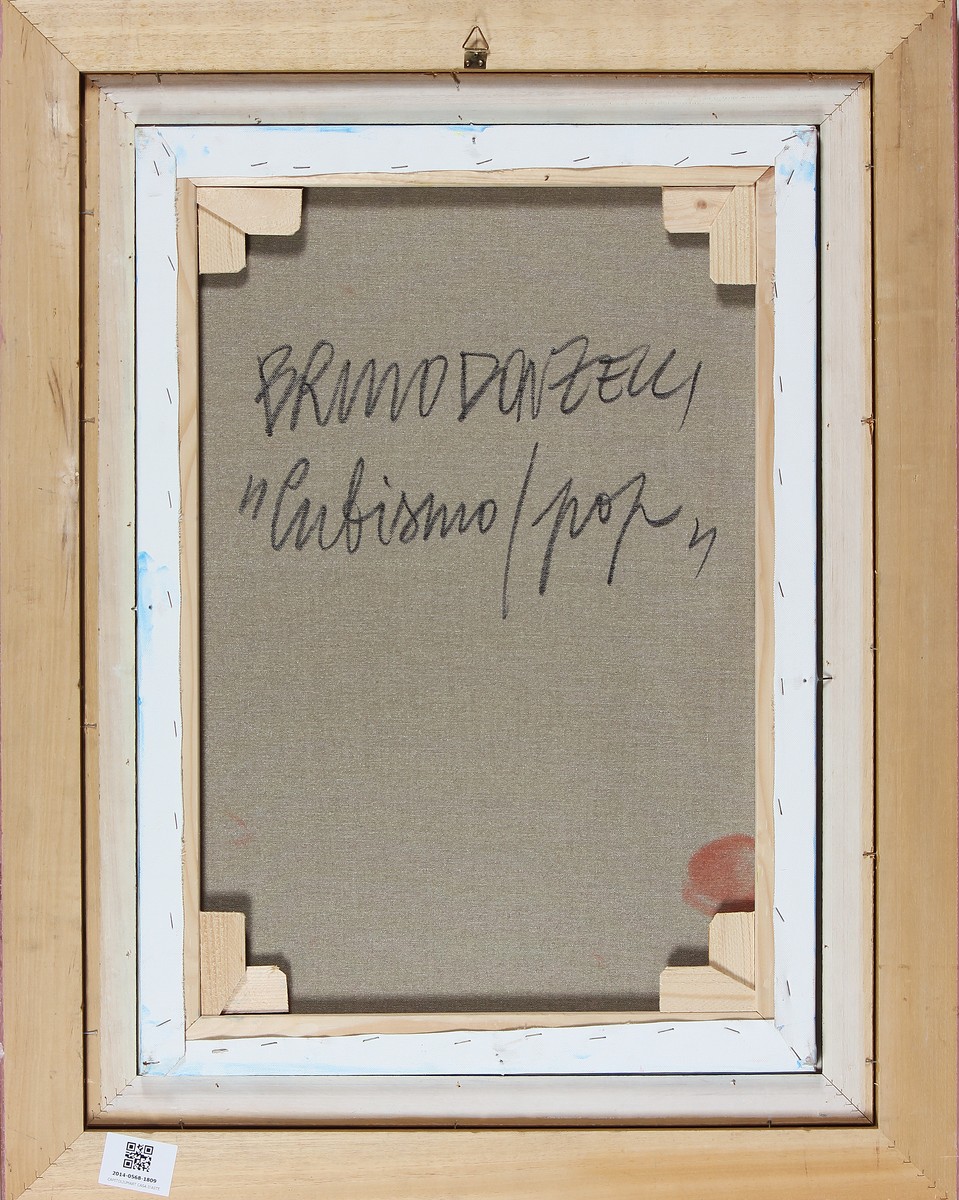 BRUNO DONZELLI
"Cubismo/pop"
2014-0568-1809